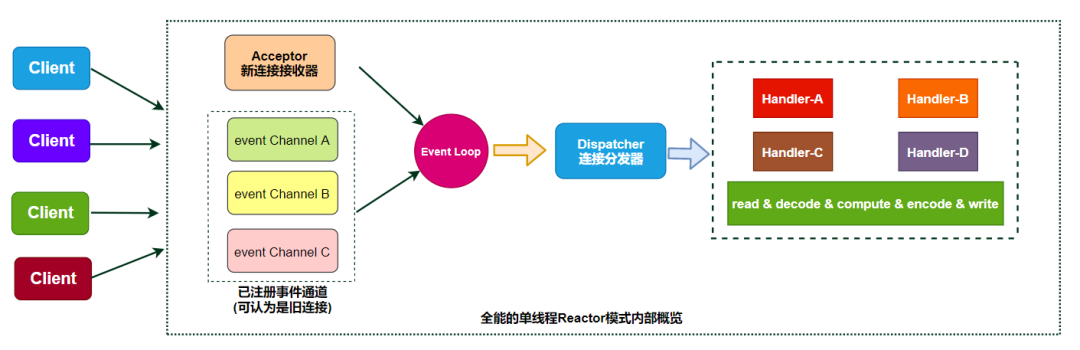 Client
Client
Client
Client
Acceptor
新连接接收器
event Channel A
event Channel B
event Channel C
已注册事件通道
(可认为是旧连接)
Event Loop
Dispatcher
连接分发器
Handler-A
Handler-B
Handler-C
Handler-D
read & decode & compute & encode & write
全能的单线程Reactor模式内部概览